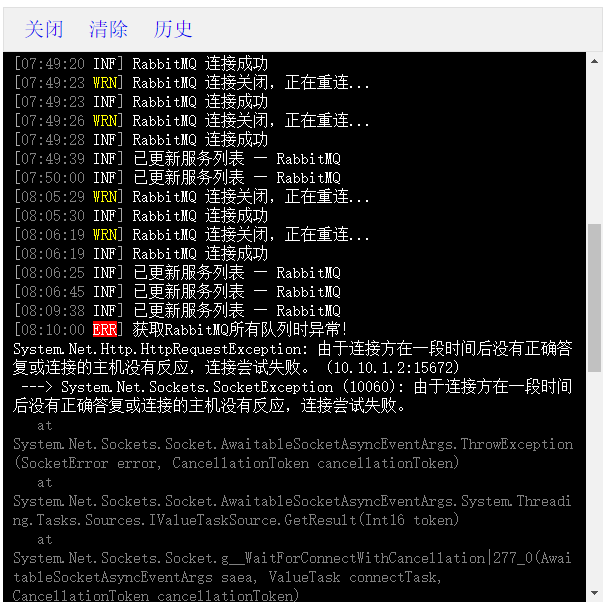 关闭 清除 历史
[07:49:20 INF] RabbitMQ 连接成功
[07:49:23 WRN] RabbitMQ 连接关闭，正在重连...
[07:49:23 INF] RabbitMQ 连接成功
[07:49:26 WRN] RabbitMQ 连接关闭，正在重连...
[07:49:28 INF] RabbitMQ 连接成功
[07:49:39 INF] 已更新服务列表 — RabbitMQ
[07:50:00 INF] 已更新服务列表 — RabbitMQ
[08:05:29 WRN] RabbitMQ 连接关闭，正在重连...
[08:05:30 INF] RabbitMQ 连接成功
[08:06:19 WRN] RabbitMQ 连接关闭，正在重连...
[08:06:19 INF] RabbitMQ 连接成功
[08:06:25 INF] 已更新服务列表 — RabbitMQ
[08:06:45 INF] 已更新服务列表 — RabbitMQ
[08:09:38 INF] 已更新服务列表 — RabbitMQ
[08:10:00 ERR] 获取RabbitMQ所有队列时异常!
System.Net.Http.HttpRequestException: 由于连接方在一段时间后没有正确答
复或连接的主机没有反应，连接尝试失败。 (10.10.1.2:15672)
---> System.Net.Sockets.SocketException (10060): 由于连接方在一段时间
后没有正确答复或连接的主机没有反应，连接尝试失败。
at
System.Net.Sockets.Socket.AwaitableSocketAsyncEventArgs.ThrowException
(SocketError error, CancellationToken cancellationToken)
at
System.Net.Sockets.Socket.AwaitableSocketAsyncEventArgs.System.Threadi
ng.Tasks.Sources.IValueTaskSource.GetResult(Int16 token)
at
System.Net.Sockets.Socket.g__WaitForConnectWithCancellation|277_0(Awai
tableSocketAsyncEventArgs saea, ValueTask connectTask,
CancellationToken cancellationToken)